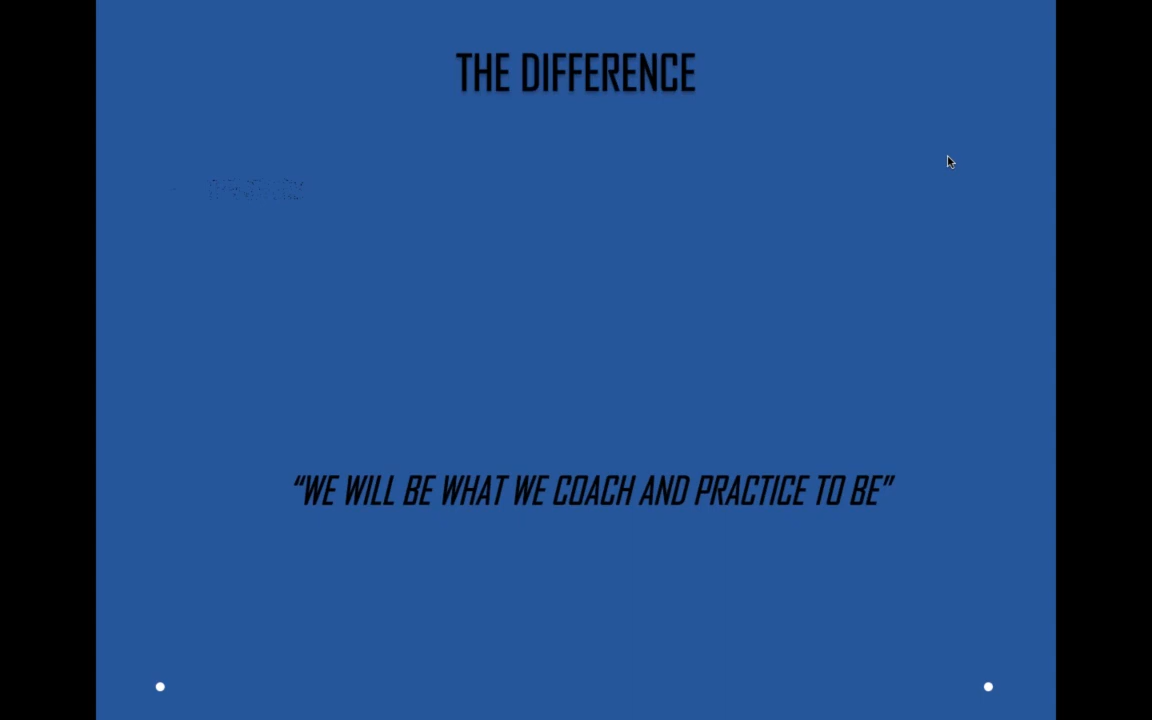 THE DIFFERENCE
“WE WILL BE WHAT WE COACH AND PRACTICE TO BE”